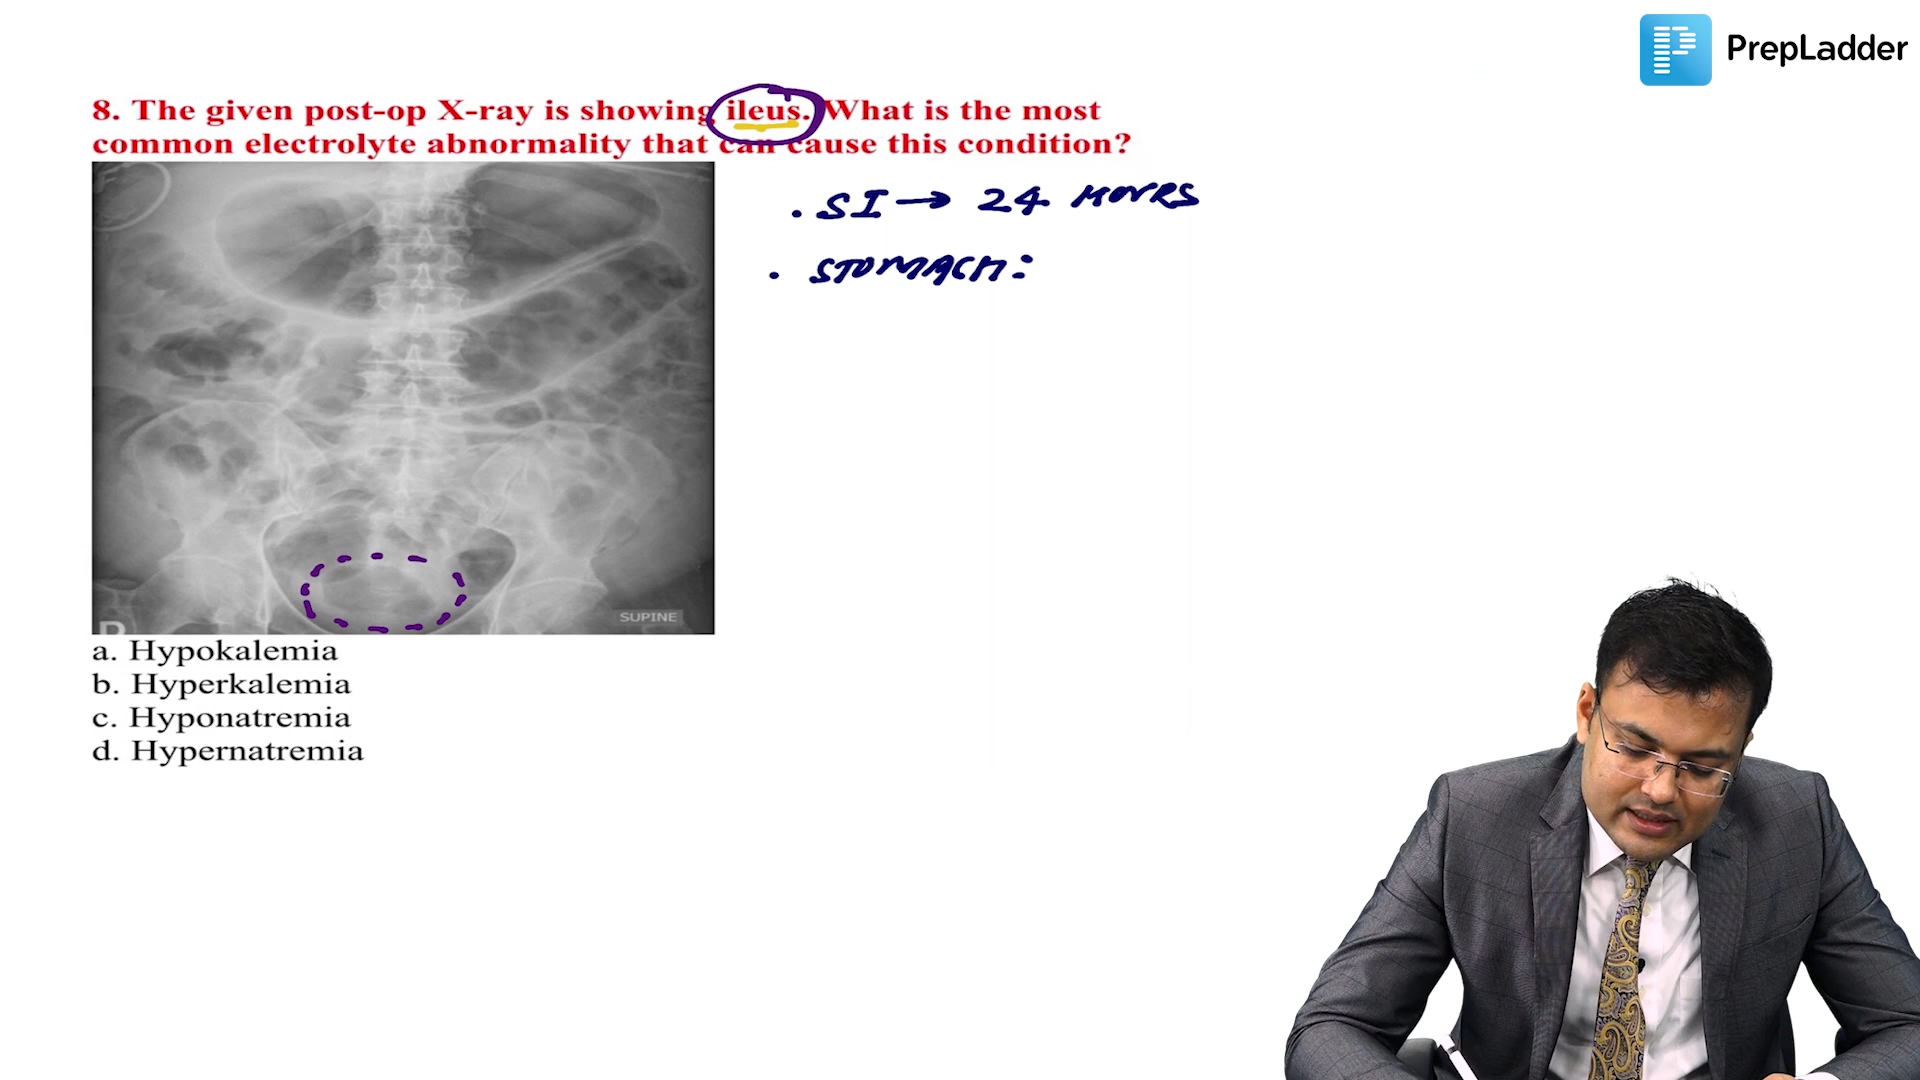 PrepLadder
8. The given post-op X-ray is showing ileus. What is the most
common electrolyte abnormality that can cause this condition?
. SI → 24 HOURS
. STOMACH:
SUPINE
a. Hypokalemia
b. Hyperkalemia
c. Hyponatremia
d. Hypernatremia